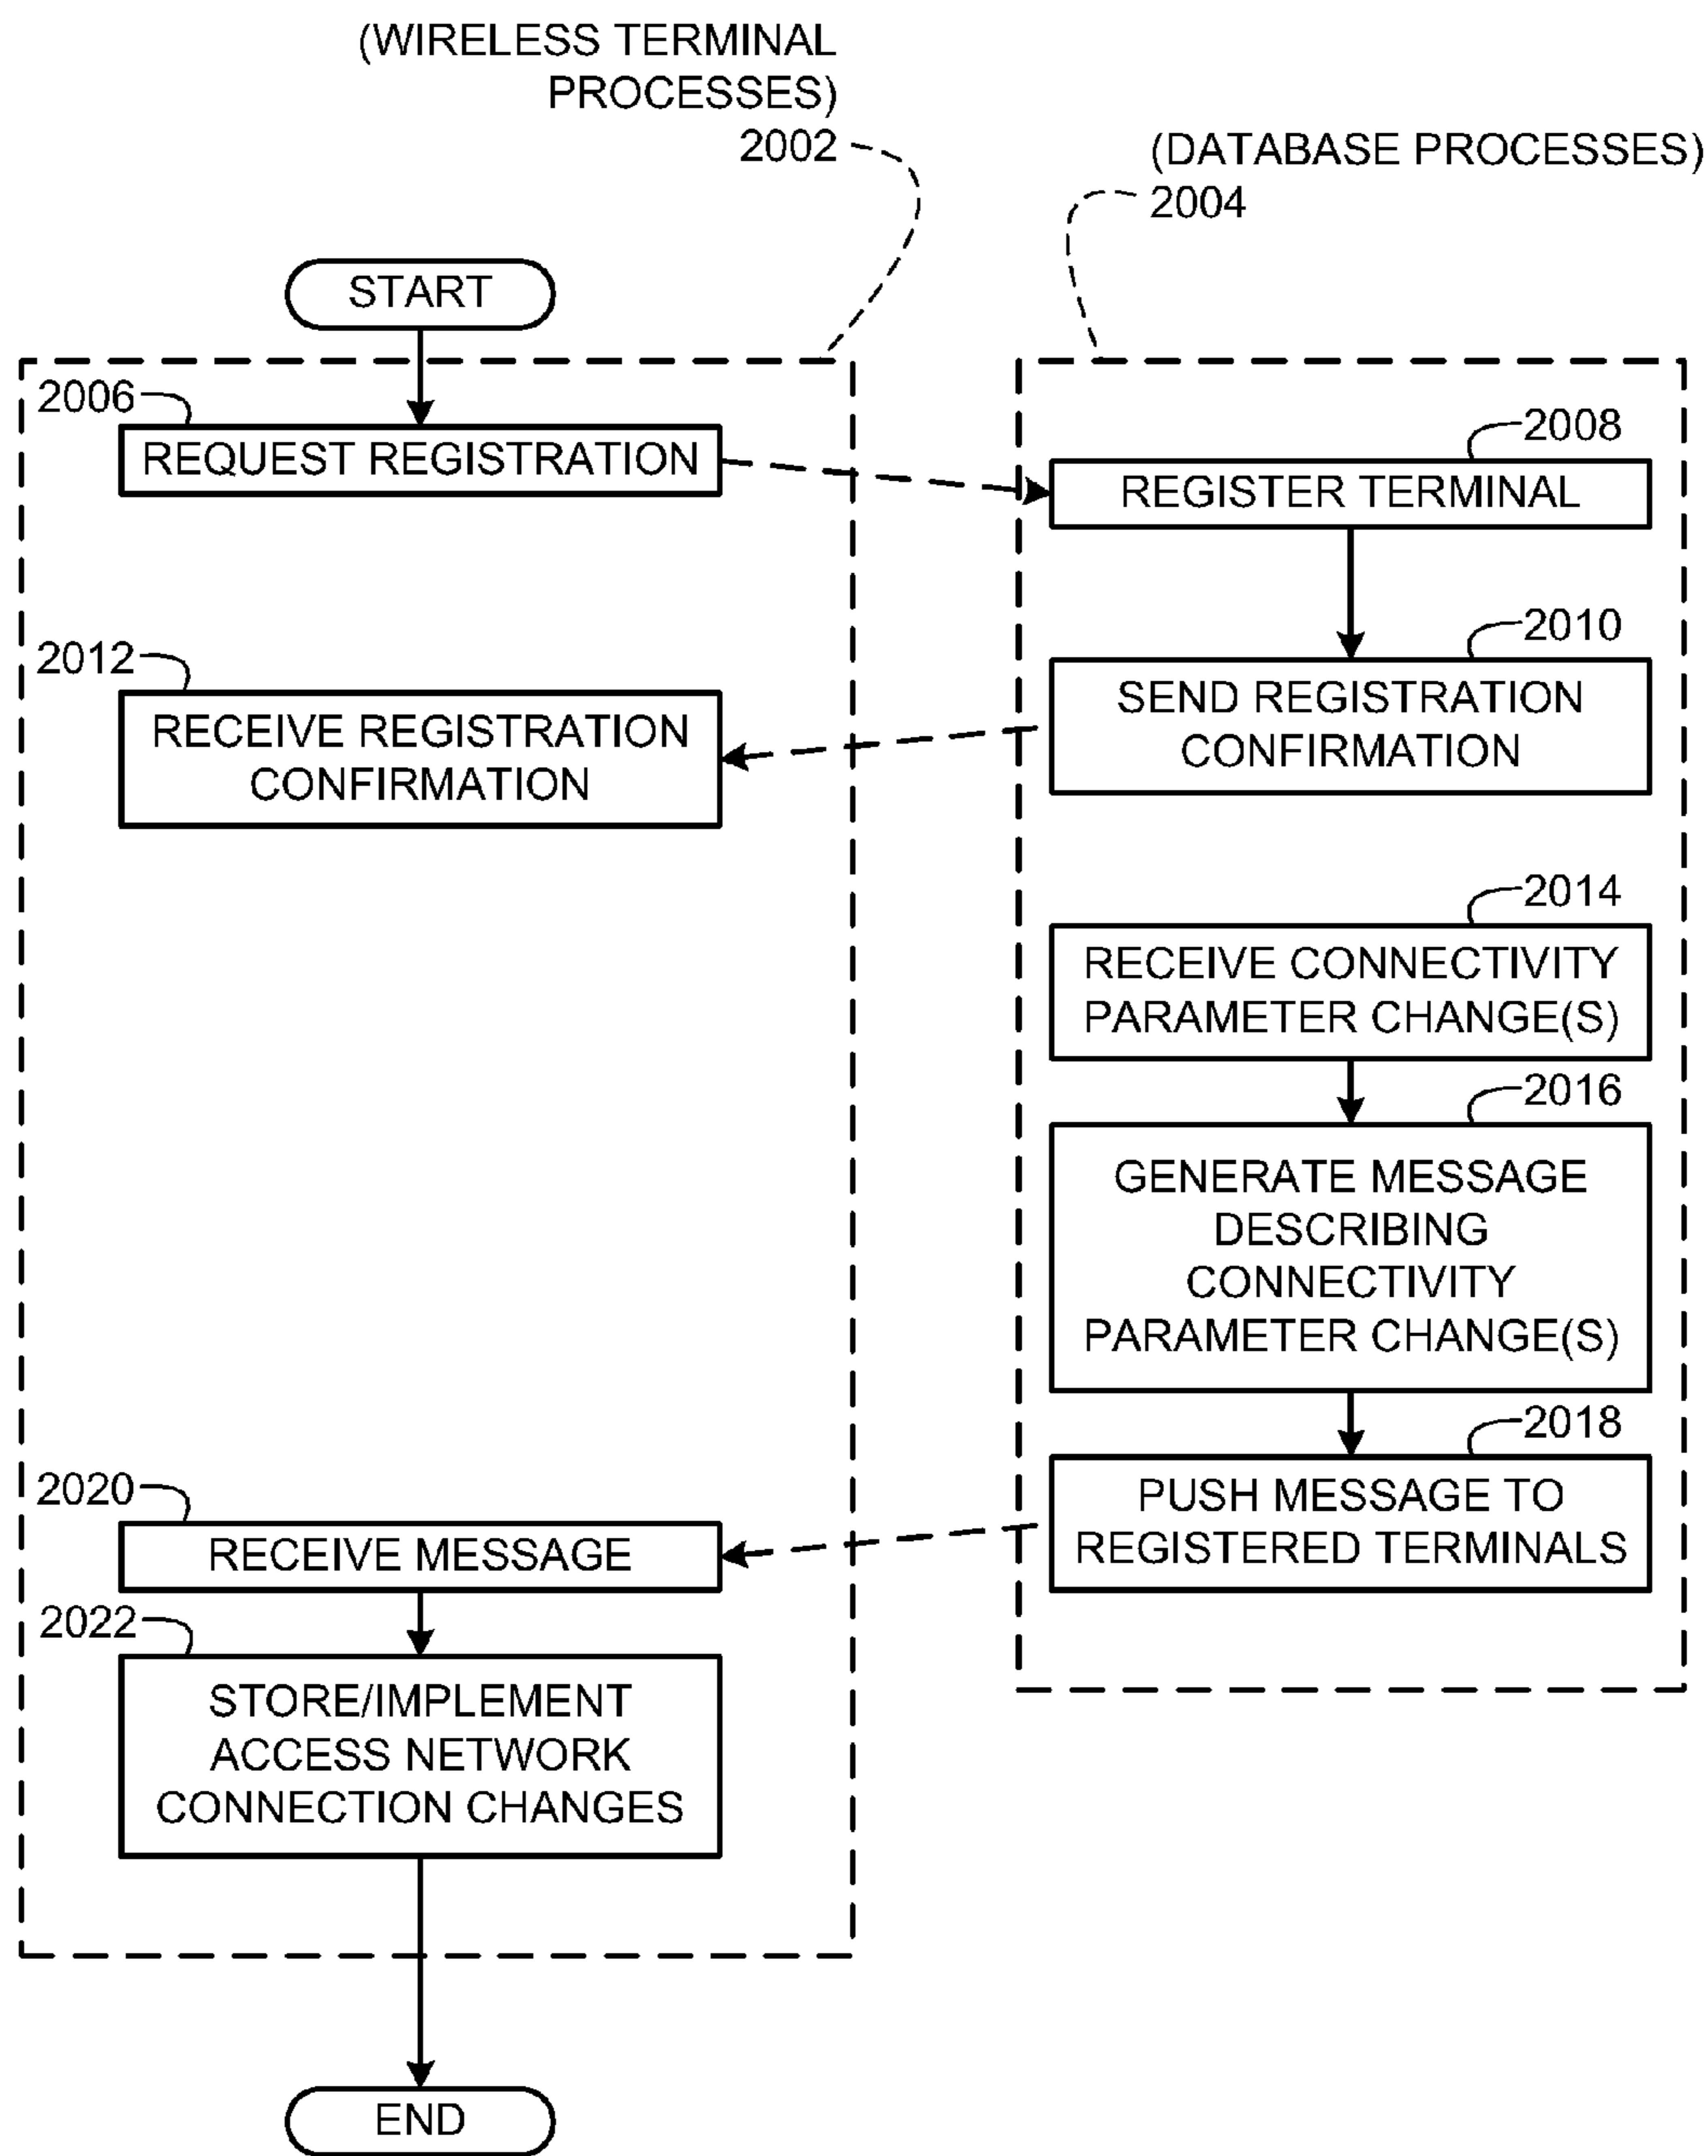 (WIRELESS TERMINAL
PROCESSES)
2002
(DATABASE PROCESSES)
2004
START
2006
REQUEST REGISTRATION
2008
REGISTER TERMINAL
2010
SEND REGISTRATION
CONFIRMATION
2012
RECEIVE REGISTRATION
CONFIRMATION
2014
RECEIVE CONNECTIVITY
PARAMETER CHANGE(S)
2016
GENERATE MESSAGE
DESCRIBING
CONNECTIVITY
PARAMETER CHANGE(S)
2018
PUSH MESSAGE TO
REGISTERED TERMINALS
2020
RECEIVE MESSAGE
2022
STORE/IMPLEMENT
ACCESS NETWORK
CONNECTION CHANGES
END